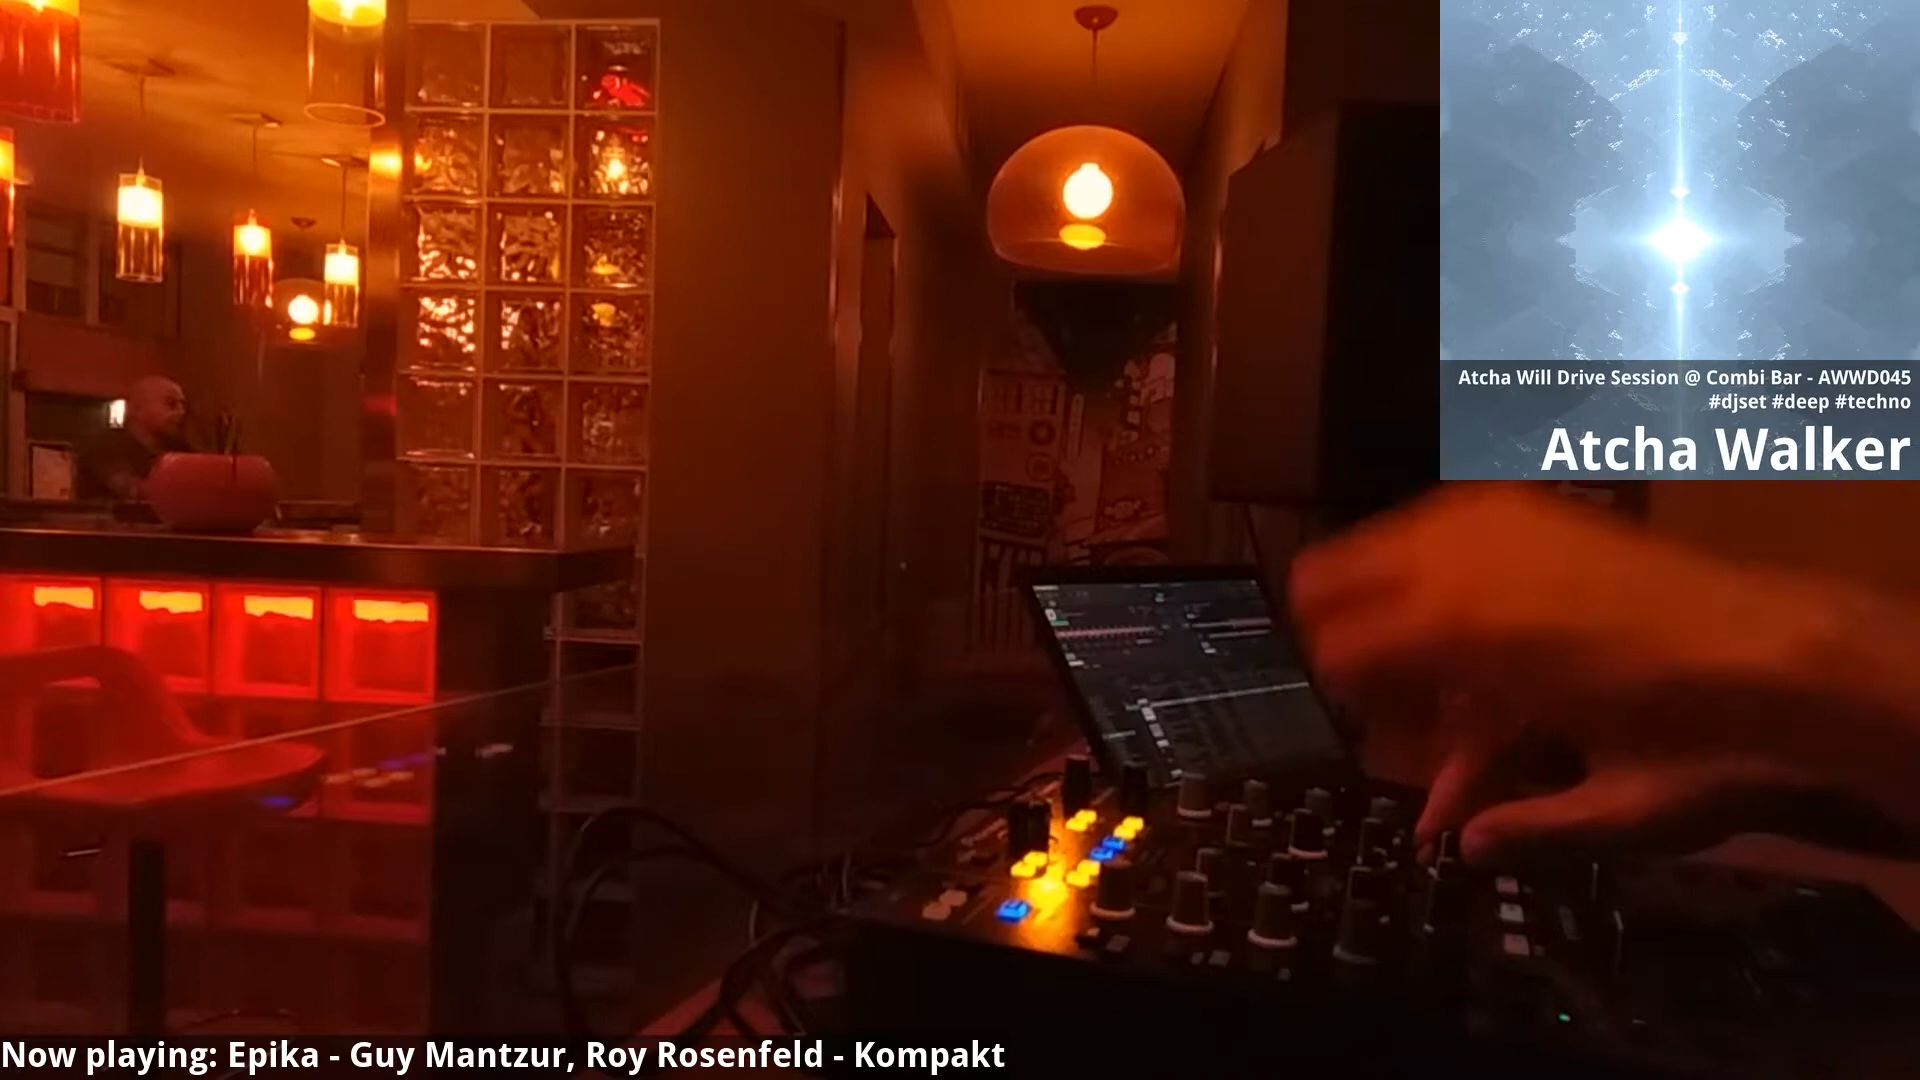 Atcha Will Drive Session @ Combi Bar - AWWD045
#djset #deep #techno
Atcha Walker
Now playing: Epika - Guy Mantzur, Roy Rosenfeld - Kompakt